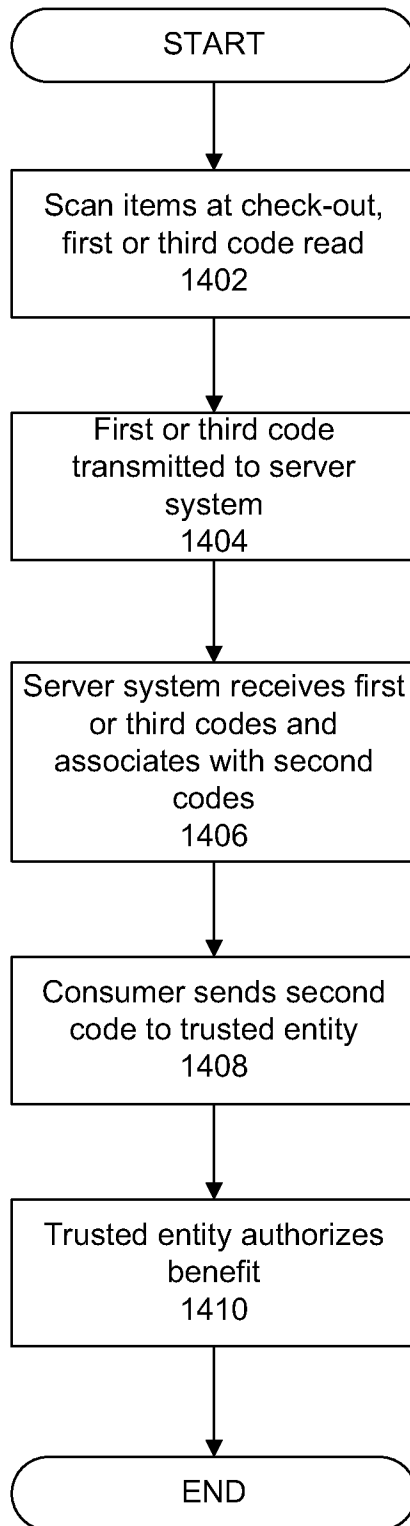 START
Scan items at check-out,
first or third code read
1402
First or third code
transmitted to server
system
1404
Server system receives first
or third codes and
associates with second
codes
1406
Consumer sends second
code to trusted entity
1408
Trusted entity authorizes
benefit
1410
END